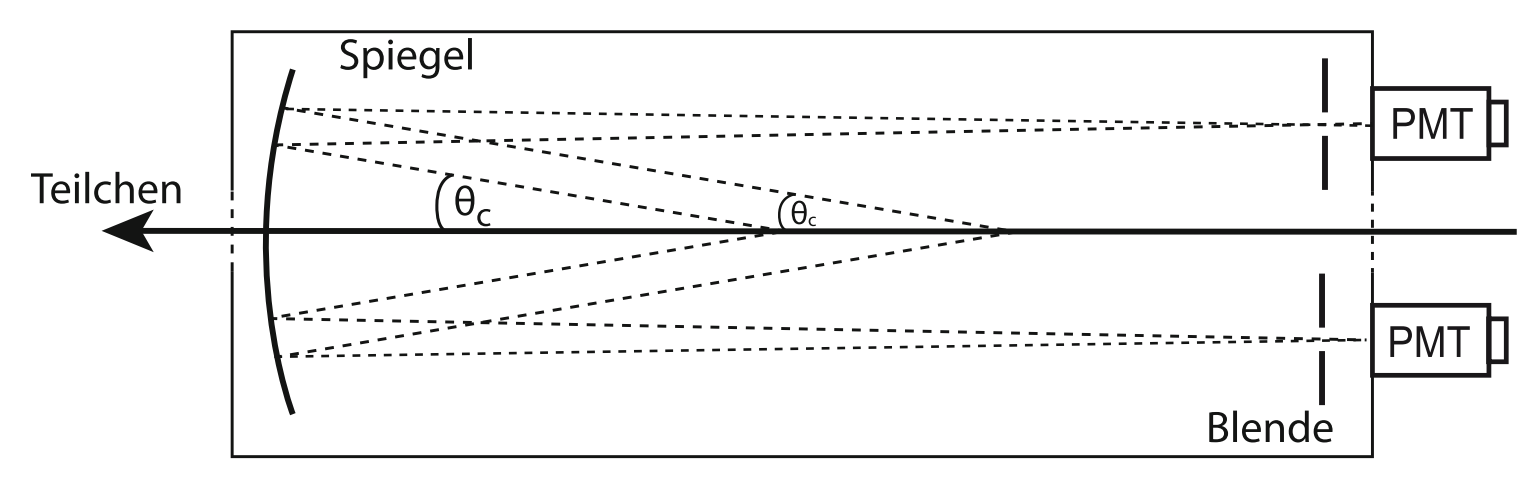 Spiegel
PMT
Teilchen
θc
θc
PMT
Blende